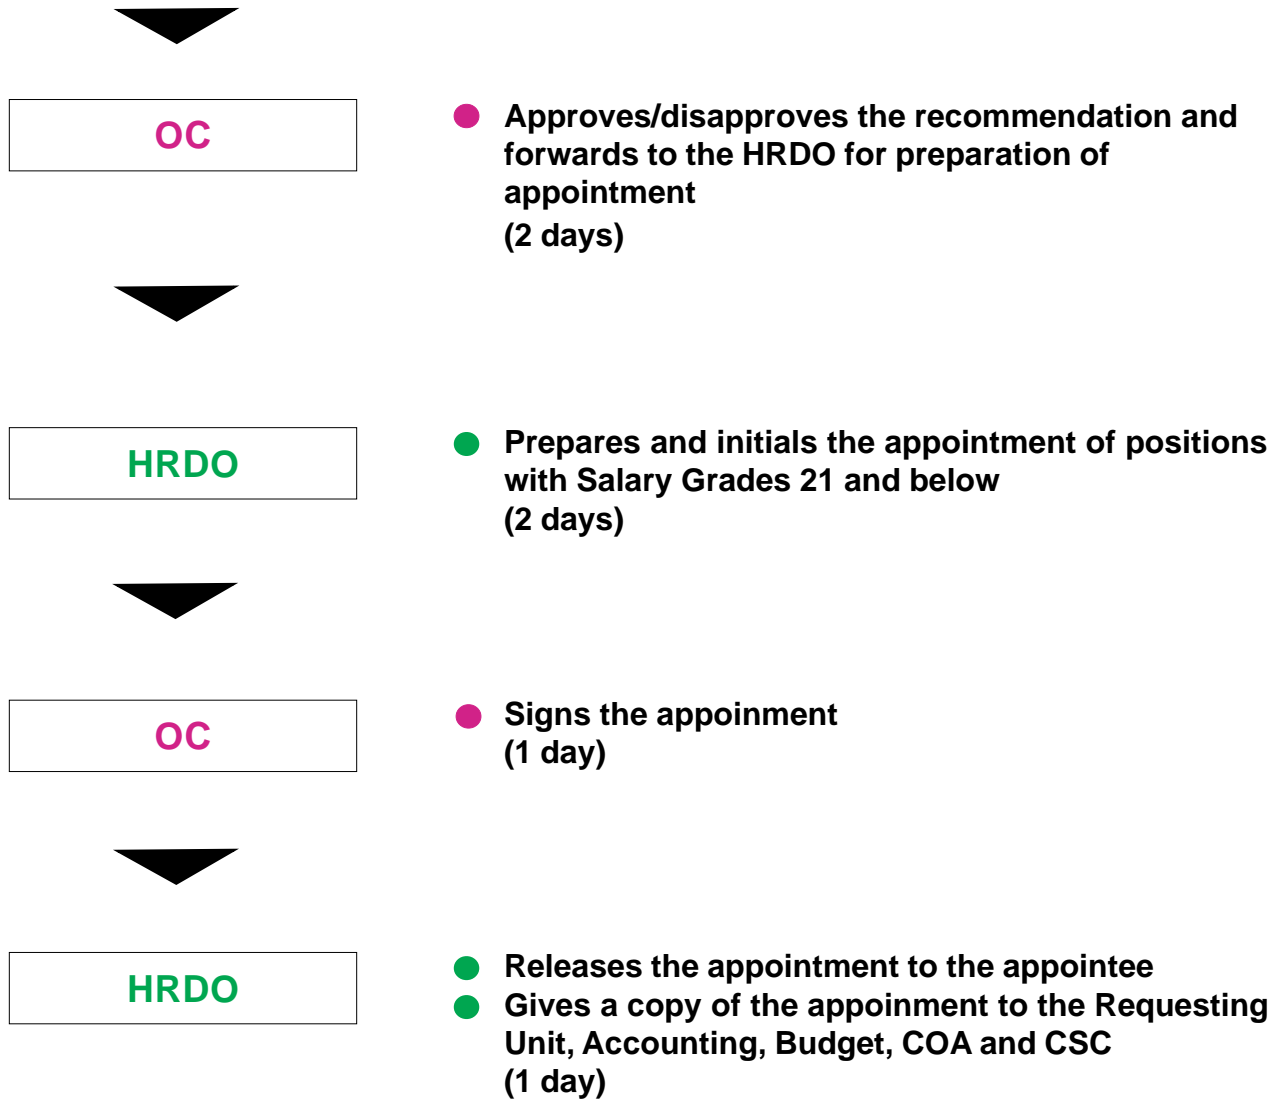 OC
Approves/disapproves the recommendation and
forwards to the HRDO for preparation of
appointment
(2 days)
HRDO
Prepares and initials the appointment of positions
with Salary Grades 21 and below
(2 days)
OC
Signs the appoinment
(1 day)
HRDO
Releases the appointment to the appointee
Gives a copy of the appoinment to the Requesting
Unit, Accounting, Budget, COA and CSC
(1 day)